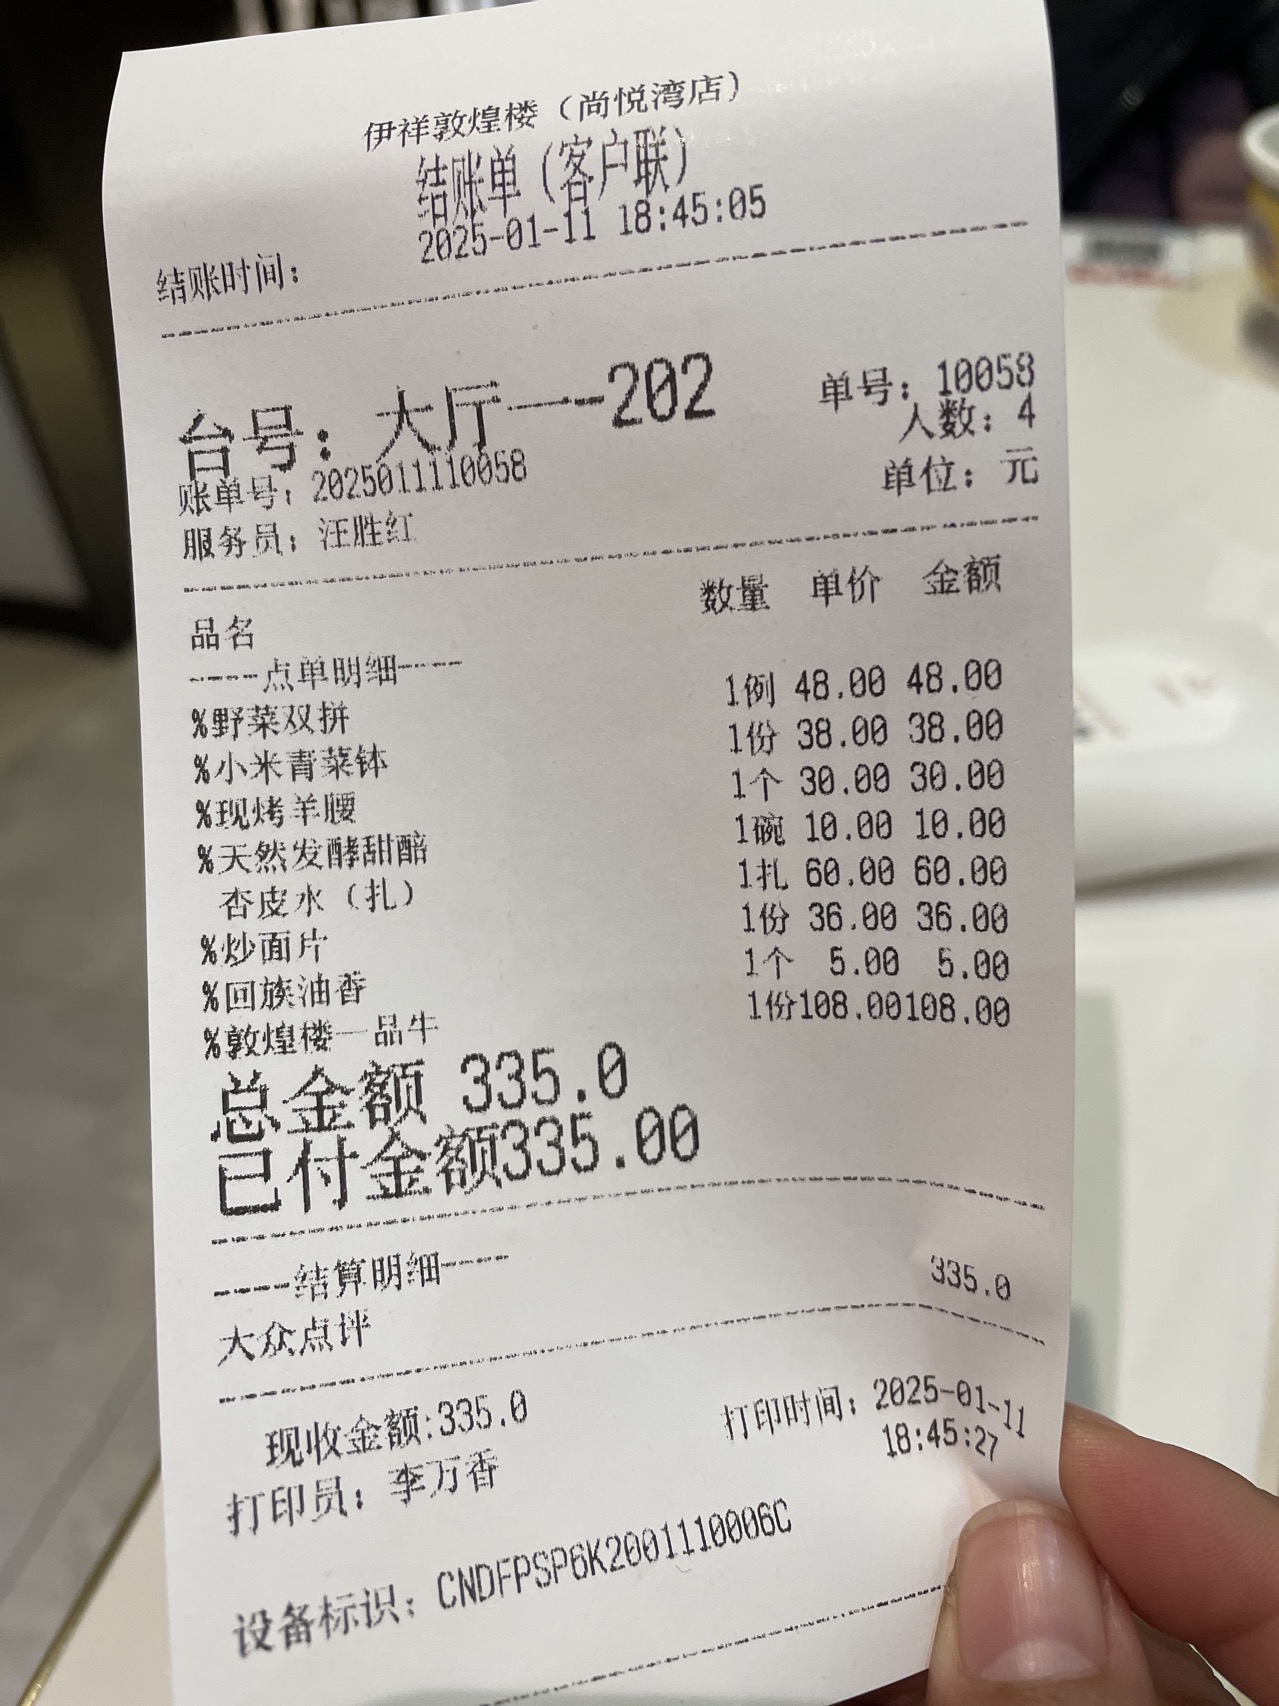 伊祥敦煌楼（尚悦湾店）
结账单（客户联）
结账时间： 2025-01-11 18:45:05
台号：大厅——202 单号：10058
人数：4
账单号：2025011110058 单位：元
服务员：汪胜红
品名 数量 单价 金额
----点单明细----
%野菜双拼 1例 48.00 48.00
%小米青菜钵 1份 38.00 38.00
%现烤羊腰 1个 30.00 30.00
%天然发酵甜醅 1碗 10.00 10.00
杏皮水（扎） 1扎 60.00 60.00
%炒面片 1份 36.00 36.00
%回族油香 1个 5.00 5.00
%敦煌楼一品牛 1份108.00108.00
总金额 335.0
已付金额335.00
----结算明细----
大众点评 335.0
现收金额:335.0
打印员：李万香 打印时间：2025-01-11
18:45:27
设备标识：CNDFPSP6K2001110006C